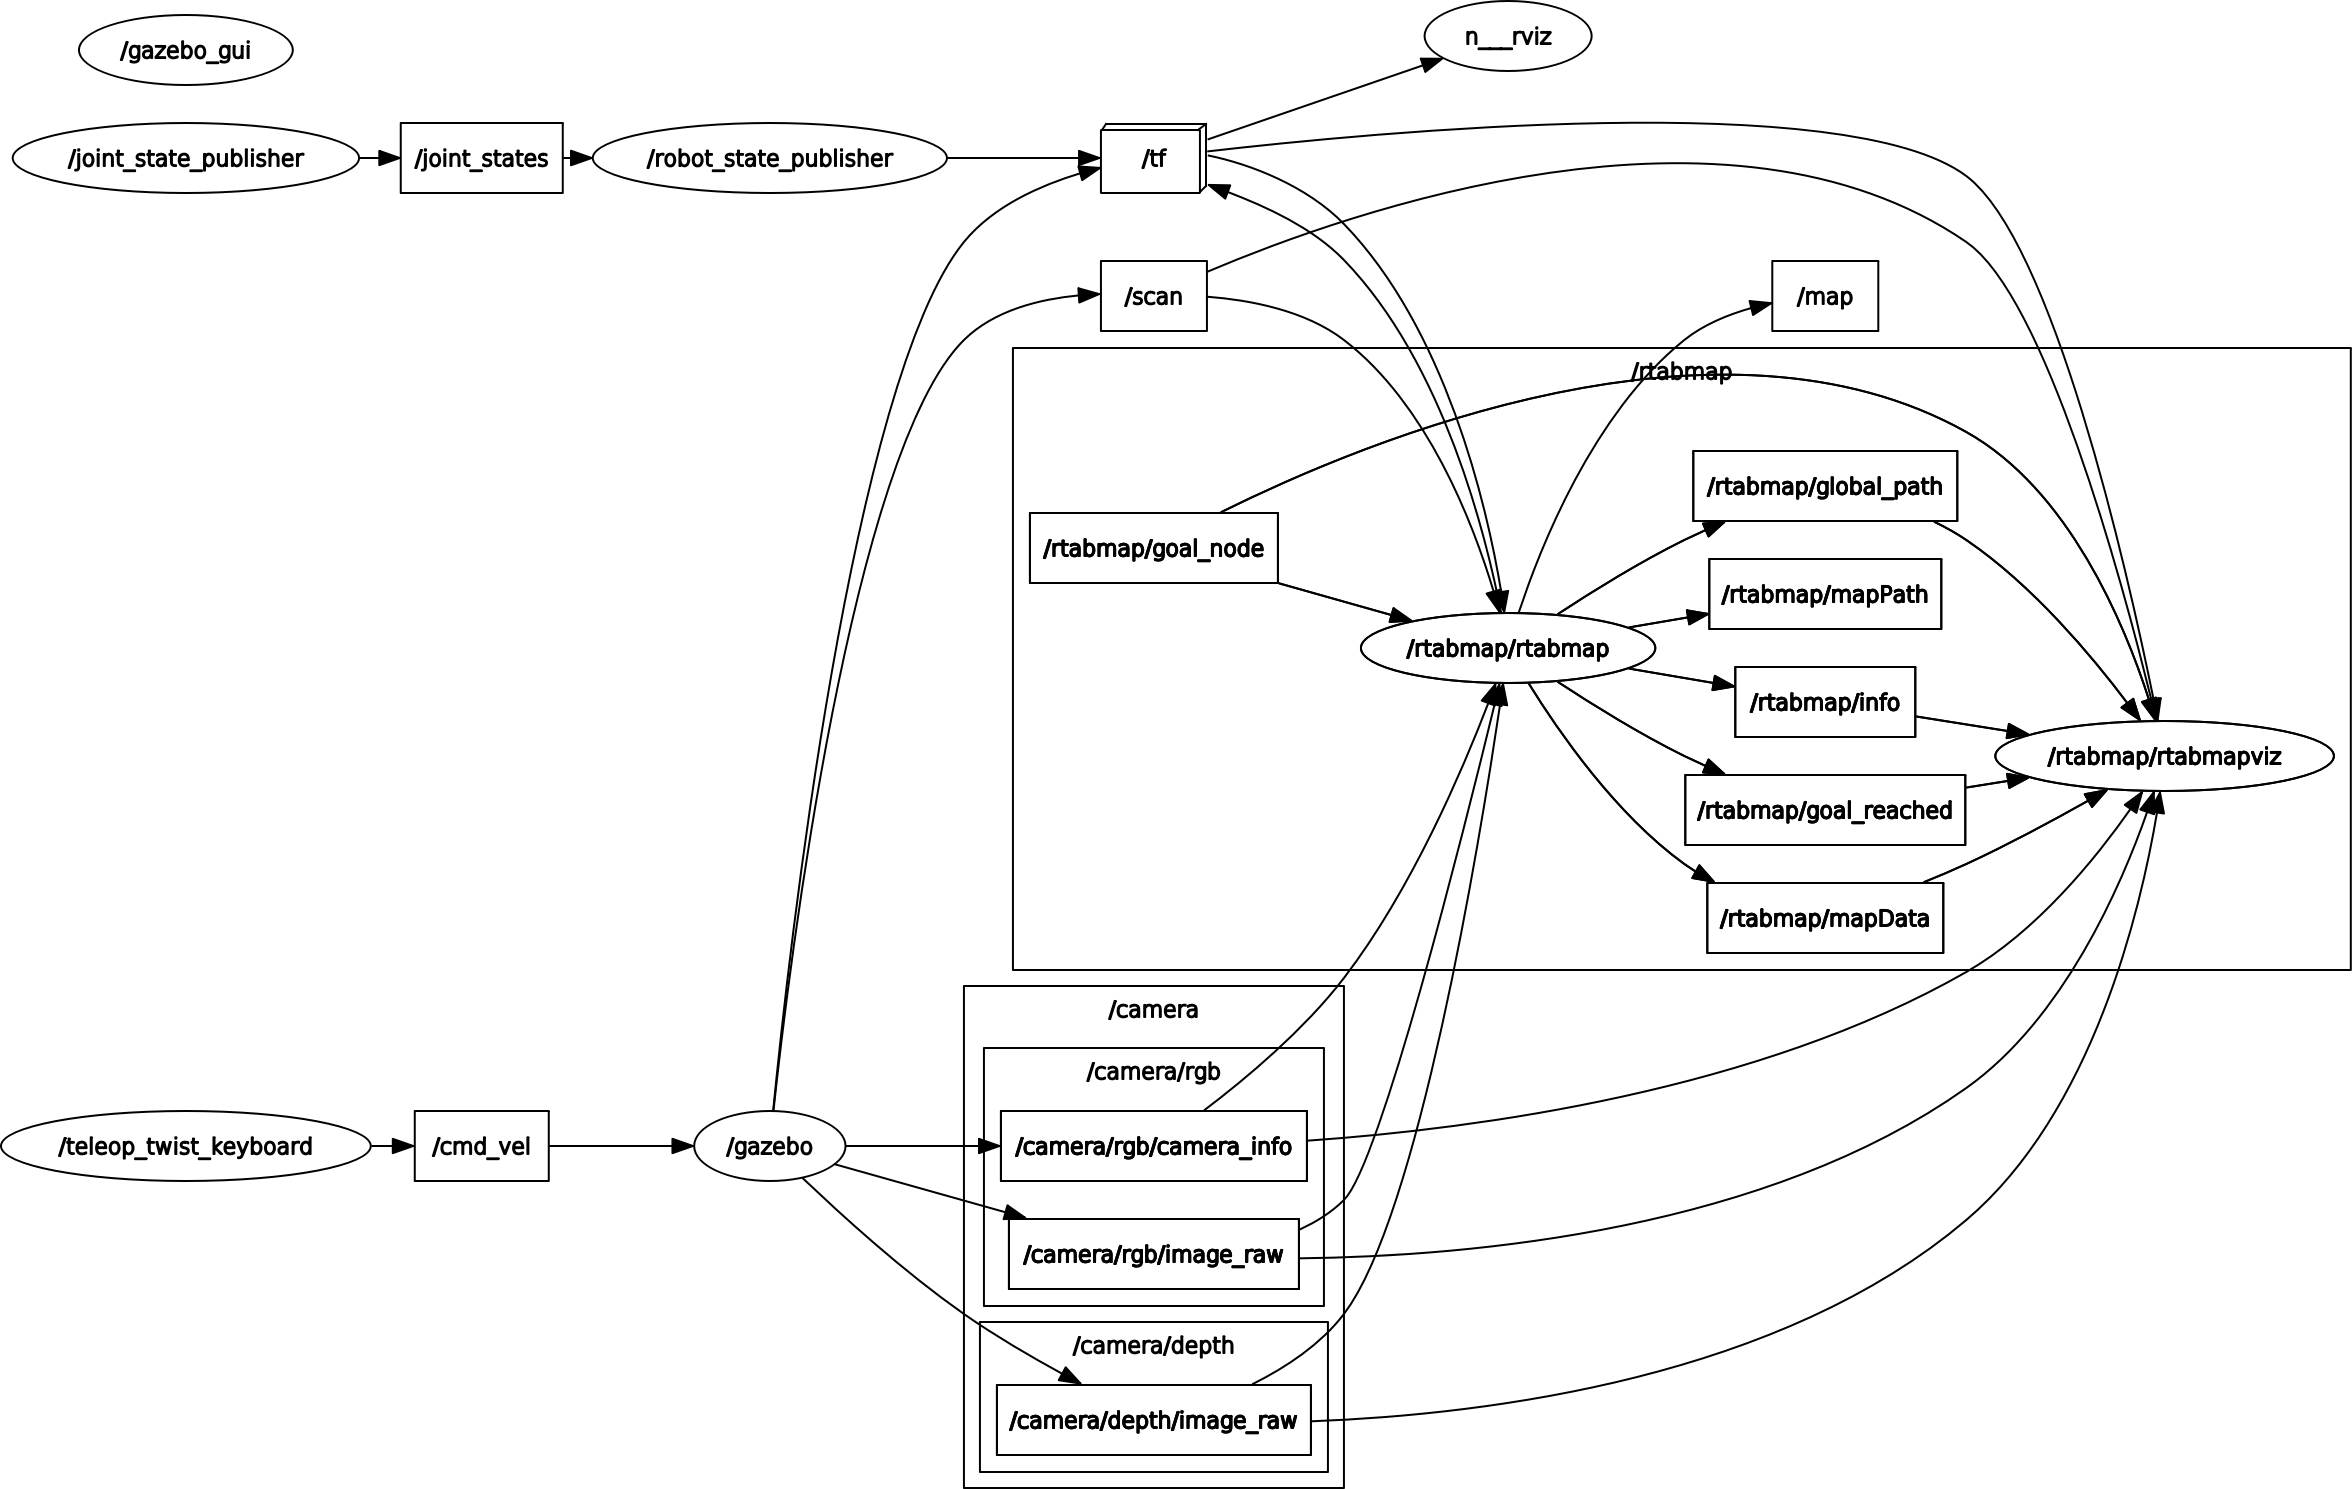 /gazebo_gui
n___rviz
/joint_state_publisher
/joint_states
/robot_state_publisher
/tf
/scan
/map
/rtabmap
/rtabmap/global_path
/rtabmap/goal_node
/rtabmap/mapPath
/rtabmap/rtabmap
/rtabmap/info
/rtabmap/rtabmapviz
/rtabmap/goal_reached
/rtabmap/mapData
/camera
/camera/rgb
/teleop_twist_keyboard
/cmd_vel
/gazebo
/camera/rgb/camera_info
/camera/rgb/image_raw
/camera/depth
/camera/depth/image_raw